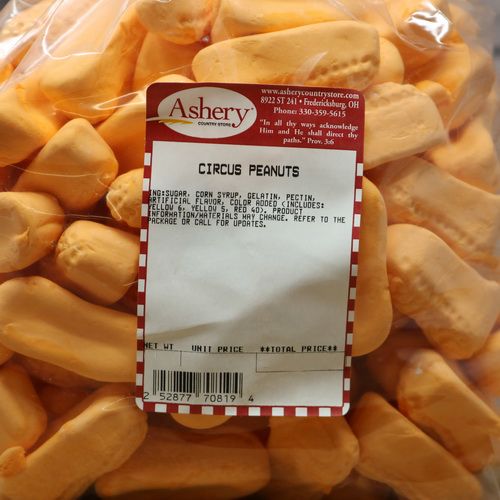 Ashery
COUNTRY STORE
www.asherycountrystore.com
8922 ST 241 • Fredericksburg, OH
Phone: 330-359-5615
"In all thy ways acknowledge
Him and He shall direct thy
paths." Prov. 3:6
CIRCUS PEANUTS
ING:SUGAR, CORN SYRUP, GELATIN, PECTIN,
ARTIFICIAL FLAVOR, COLOR ADDED (INCLUDES:
YELLOW 6, YELLOW 5, RED 40). PRODUCT
INFORMATION/MATERIALS MAY CHANGE. REFER TO THE
PACKAGE OR CALL FOR UPDATES.
NET WT UNIT PRICE **TOTAL PRICE**
2 52877 70819 4